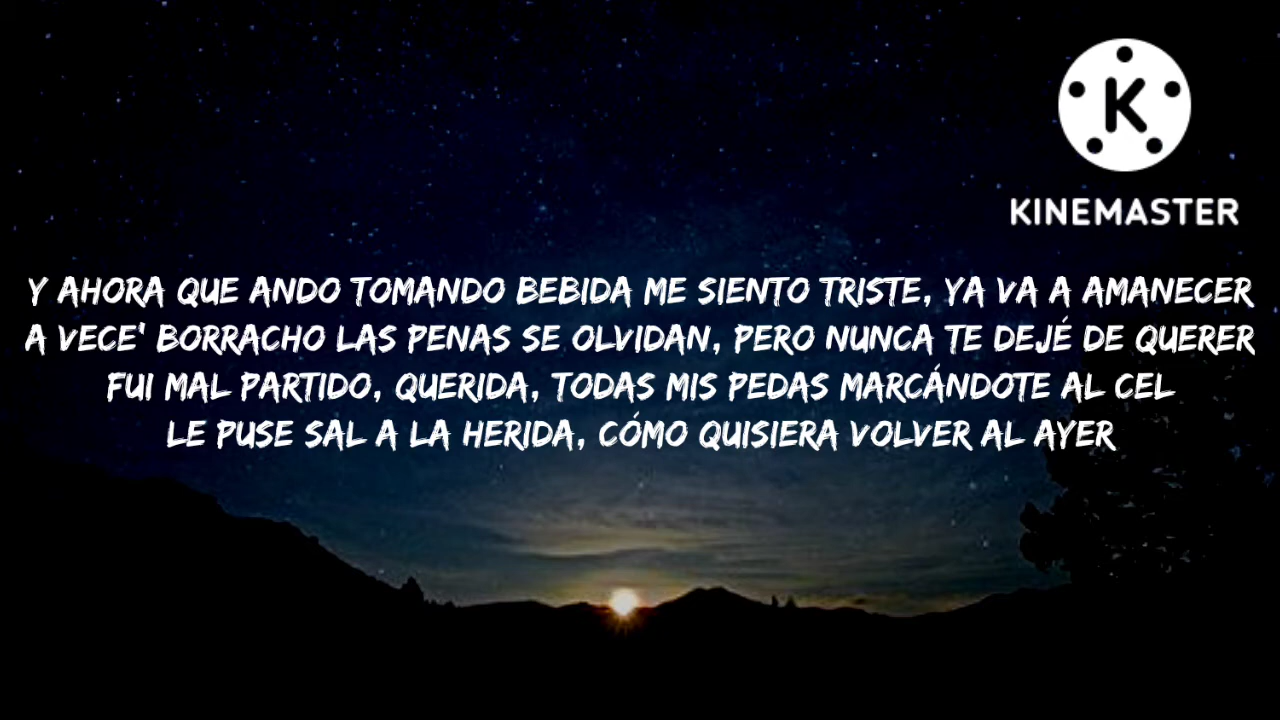 K
KINEMASTER
Y AHORA QUE ANDO TOMANDO BEBIDA ME SIENTO TRISTE, YA VA A AMANECER
A VECE' BORRACHO LAS PENAS SE OLVIDAN, PERO NUNCA TE DEJÉ DE QUERER
FUI MAL PARTIDO, QUERIDA, TODAS MIS PEDAS MARCÁNDOTE AL CEL
LE PUSE SAL A LA HERIDA, CÓMO QUISIERA VOLVER AL AYER